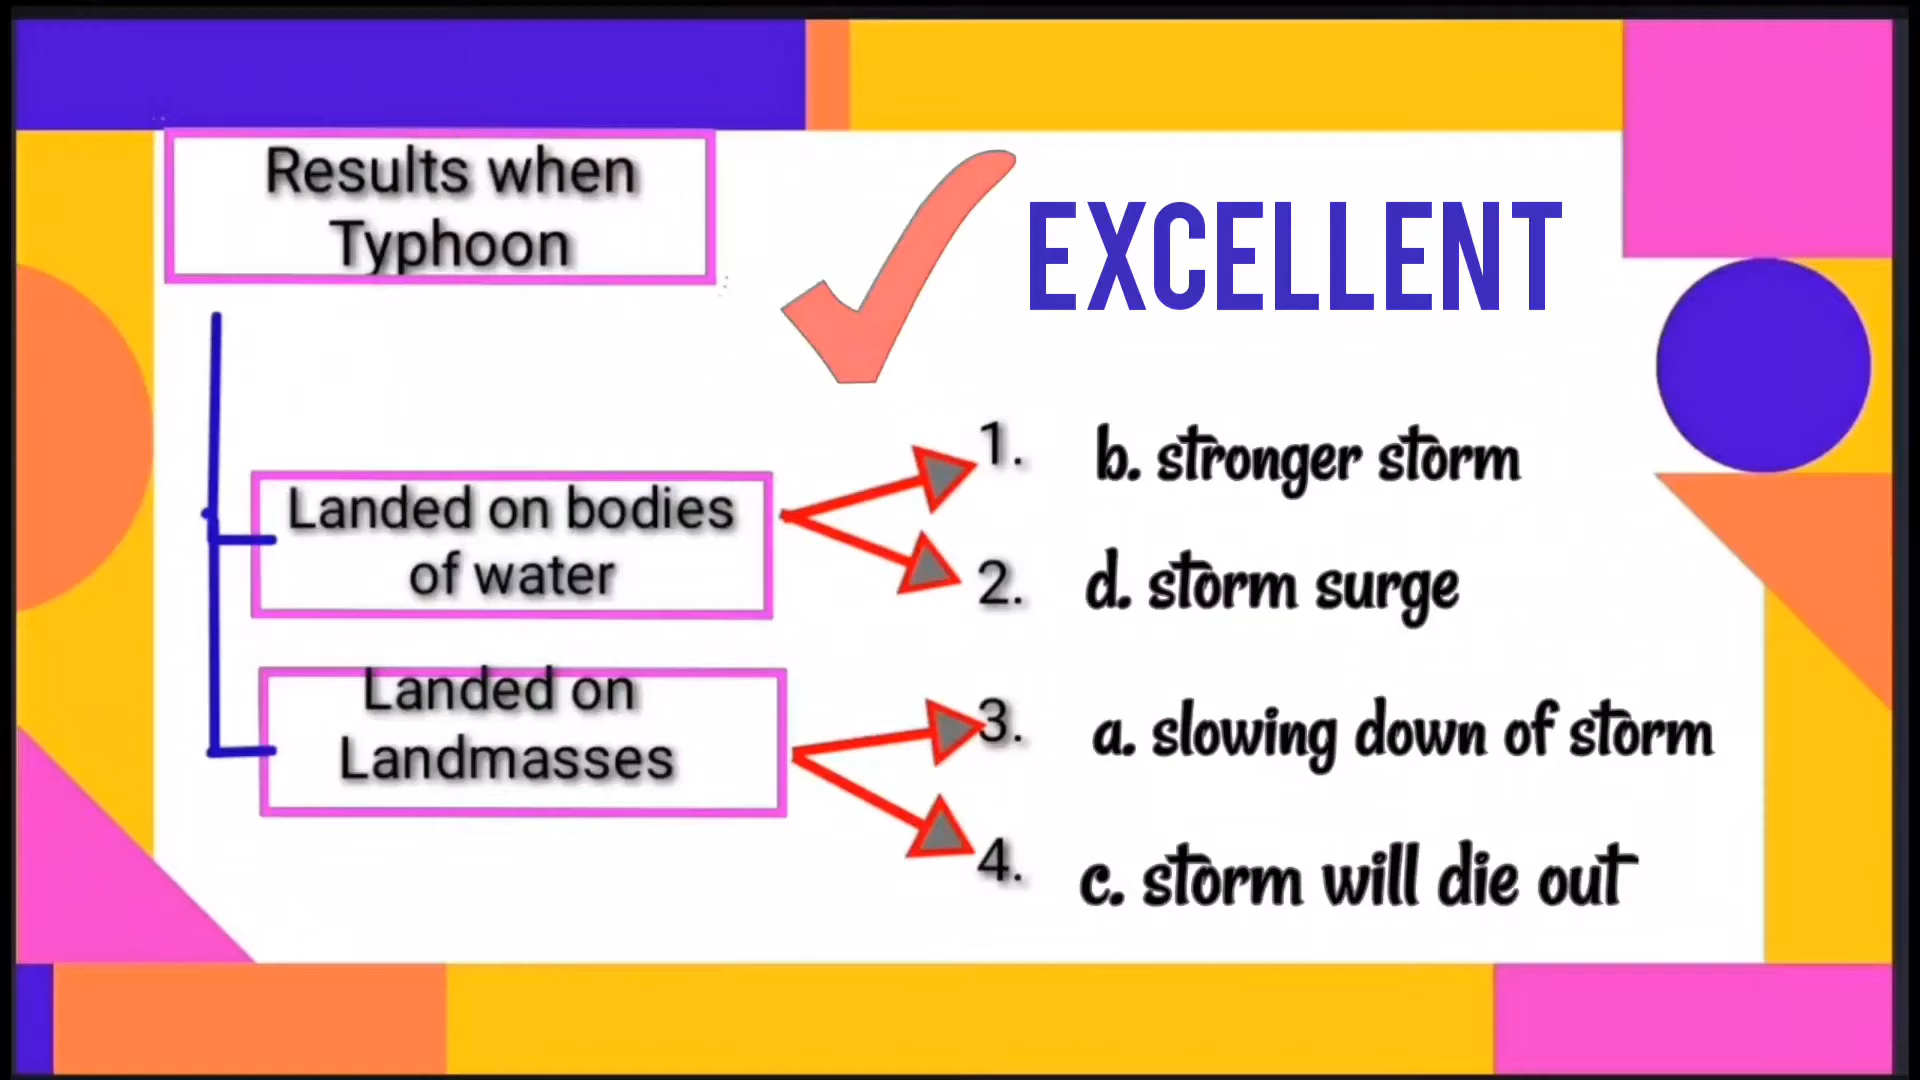 Results when
Typhoon
EXCELLENT
Landed on bodies
of water
1. b. stronger storm
2. d. storm surge
Landed on
Landmasses
3. a. slowing down of storm
4. c. storm will die out